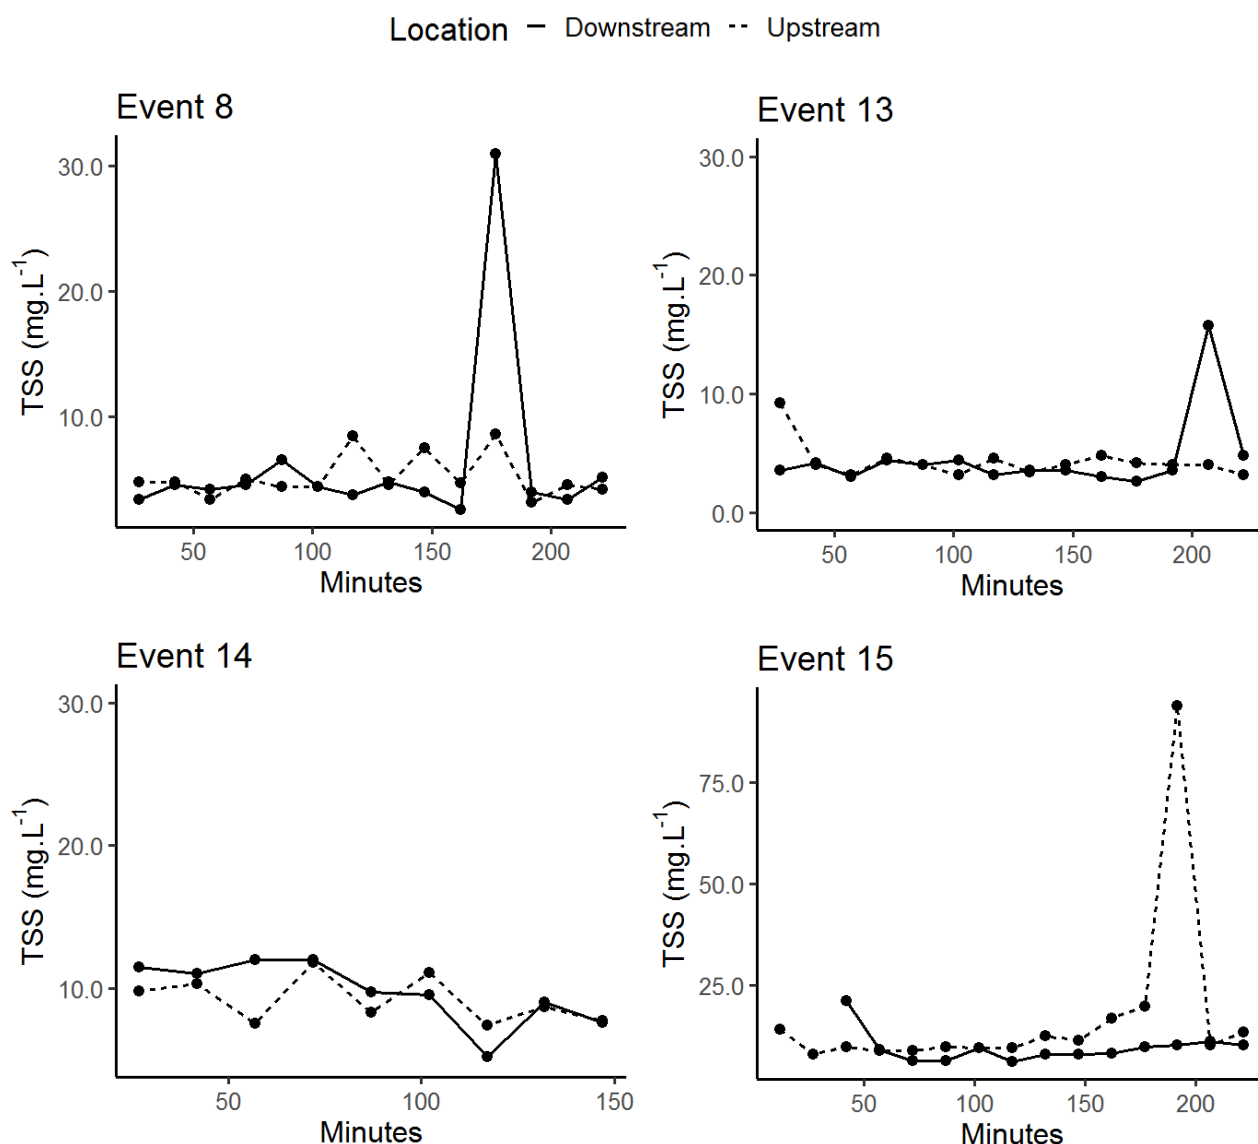 Location Downstream Upstream
Event 8
30.0
20.0
10.0
TSS (mg.L⁻¹)
50 100 150 200
Minutes
Event 13
30.0
20.0
10.0
0.0
TSS (mg.L⁻¹)
50 100 150 200
Minutes
Event 14
30.0
20.0
10.0
TSS (mg.L⁻¹)
50 100 150
Minutes
Event 15
75.0
50.0
25.0
TSS (mg.L⁻¹)
50 100 150 200
Minutes